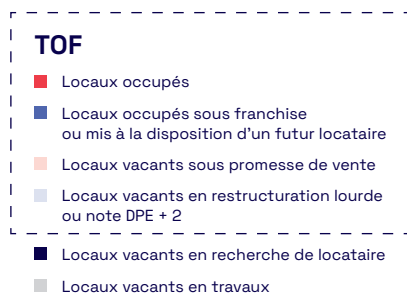 TOF
Locaux occupés
Locaux occupés sous franchise
ou mis à la disposition d'un futur locataire
Locaux vacants sous promesse de vente
Locaux vacants en restructuration lourde
ou note DPE + 2
Locaux vacants en recherche de locataire
Locaux vacants en travaux